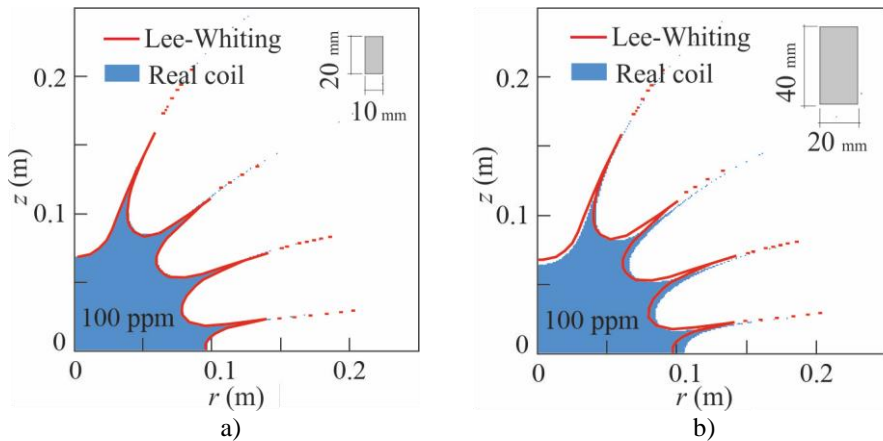 Lee-Whiting
Real coil
20 mm
10 mm
0.2
0.1
0
z (m)
100 ppm
0
0.1
0.2
r (m)
a)
Lee-Whiting
Real coil
40 mm
20 mm
0.2
0.1
0
z (m)
100 ppm
0
0.1
0.2
r (m)
b)